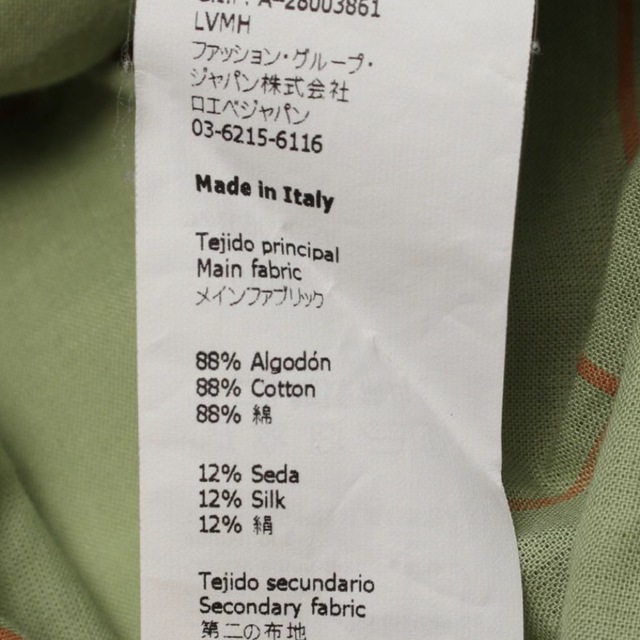 A-28003861
LVMH
ファッション・グループ・
ジャパン株式会社
ロエベジャパン
03-6215-6116
Made in Italy
Tejido principal
Main fabric
メインファブリック
88% Algodón
88% Cotton
88% 綿
12% Seda
12% Silk
12% 絹
Tejido secundario
Secondary fabric
第二の布地